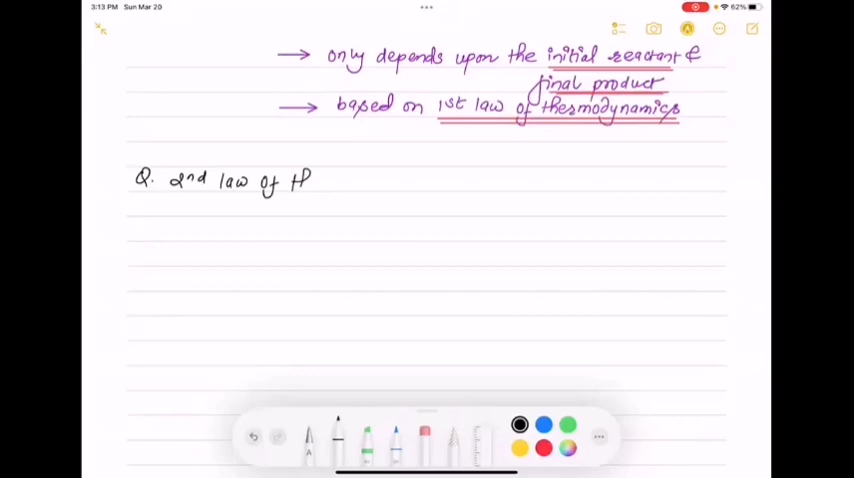 3:13 PM Sun Mar 20
62%
→ only depends upon the initial reactant &
final product
→ based on 1st law of thermodynamics
Q. 2nd law of th
A